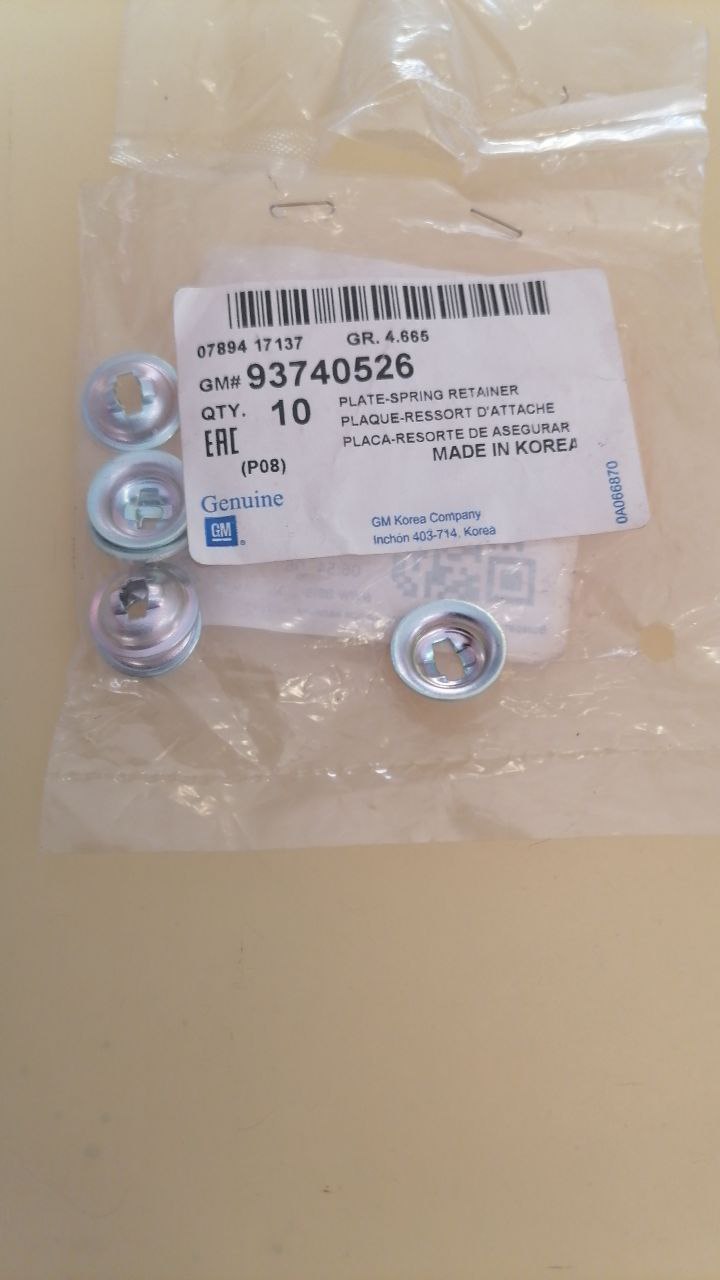 07894 17137 GR. 4.665
GM# 93740526
QTY. 10
PLATE-SPRING RETAINER
PLAQUE-RESSORT D'ATTACHE
PLACA-RESORTE DE ASEGURAR
EAC
(P08)
MADE IN KOREA
Genuine
GM
GM Korea Company
Inchon 403-714, Korea
0A066870